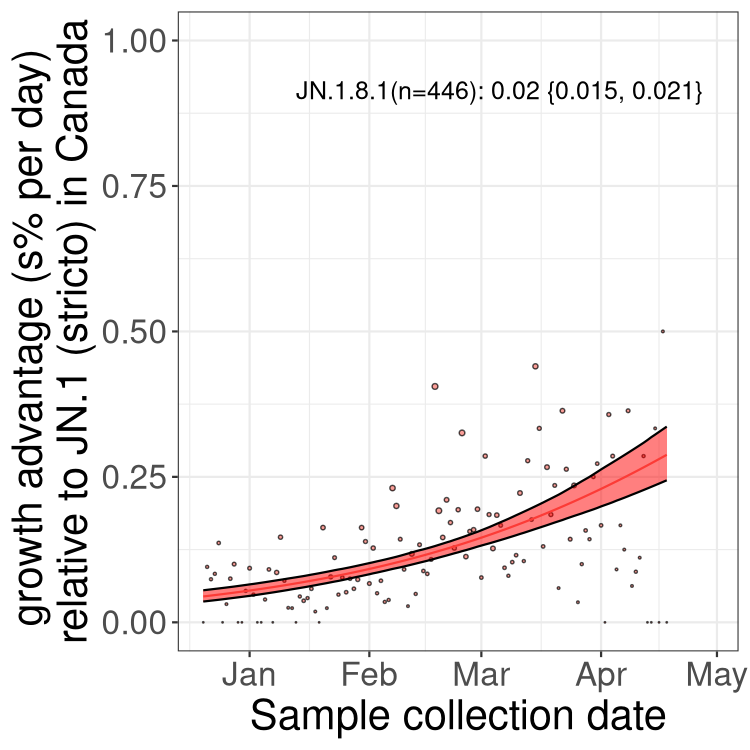 growth advantage (s% per day)
relative to JN.1 (stricto) in Canada
1.00
0.75
0.50
0.25
0.00
JN.1.8.1(n=446): 0.02 {0.015, 0.021}
Jan Feb Mar Apr May
Sample collection date